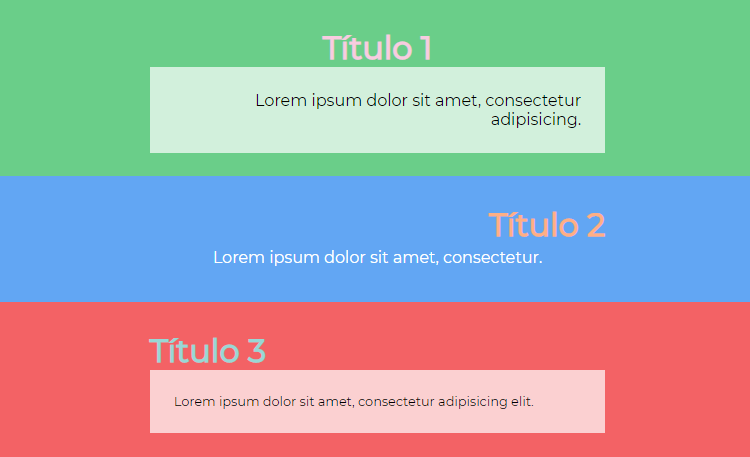 Título 1
Lorem ipsum dolor sit amet, consectetur
adipisicing.
Título 2
Lorem ipsum dolor sit amet, consectetur.
Título 3
Lorem ipsum dolor sit amet, consectetur adipisicing elit.